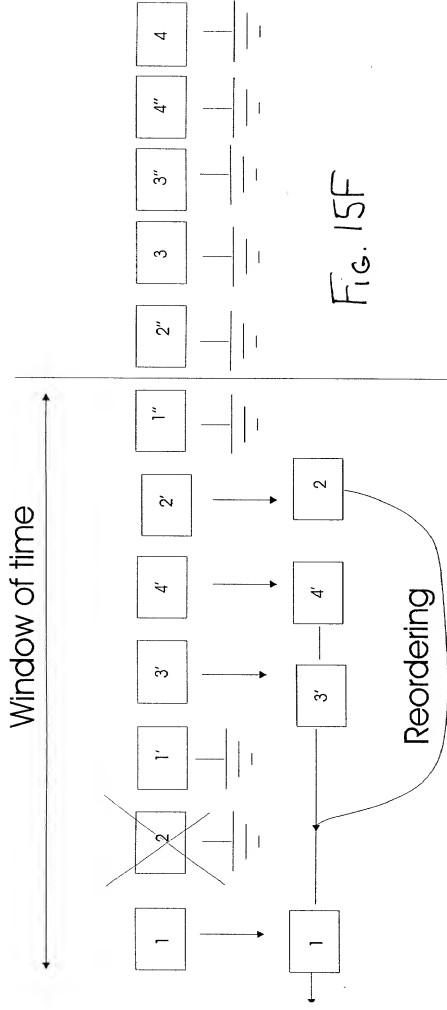 Window of time
1 2 1' 3' 4' 2' 1" 2" 3 3" 4" 4
1 3' 4' 2
Reordering
Fig. 15F